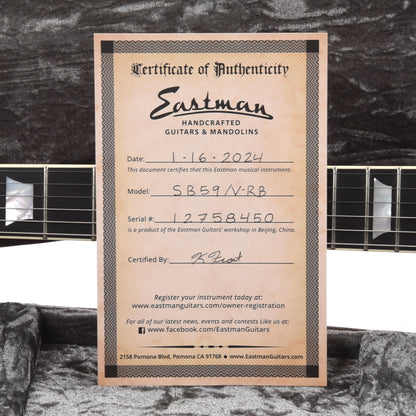 Certificate of Authenticity
Eastman
HANDCRAFTED
GUITARS & MANDOLINS
Date: 1-16-2024
This document certifies that this Eastman musical instrument,
Model: SB59/V-RB
Serial #: 12758450
is a product of the Eastman Guitars' workshop in Beijing, China.
Certified By: K Frost
Register your instrument today at:
www.eastmanguitars.com/owner-registration
For all of our latest news, events and contests Like us at:
www.facebook.com/EastmanGuitars
2158 Pomona Blvd, Pomona CA 91768 • www.EastmanGuitars.com